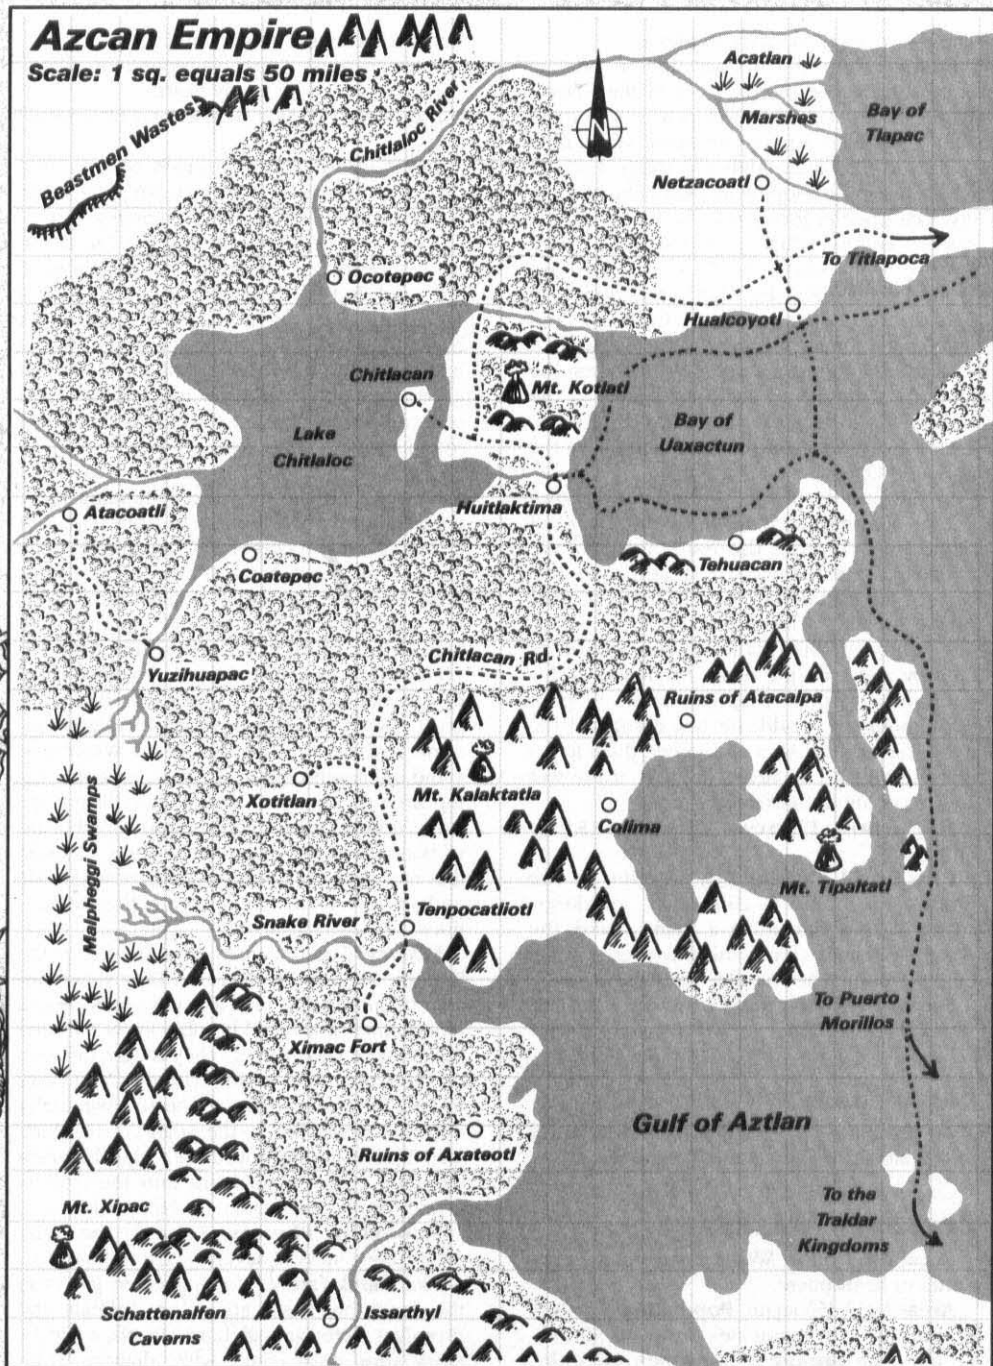 Azcan Empire
Scale: 1 sq. equals 50 miles
Acatlan
Marshes
Bay of
Tlapac
Beastmen Wastes
Chitlaloc River
N
Netzacoatl
To Titlapoca
Ocotepec
Hualcoyotl
Chitlacan
Mt. Kotlatl
Bay of
Uaxactun
Lake
Chitlaloc
Huitlaktima
Atacoatli
Coatepec
Tehuacan
Yuzihuapac
Chitlacan Rd.
Ruins of Atacalpa
Xotitlan
Mt. Kalaktatla
Colima
Malpheggi Swamps
Mt. Tipaltatl
Tenpocatliotl
Snake River
To Puerto
Morillos
Ximac Fort
Gulf of Aztlan
Ruins of Axateotl
Mt. Xipac
To the
Traldar
Kingdoms
Schattenalfen
Caverns
Issarthyl